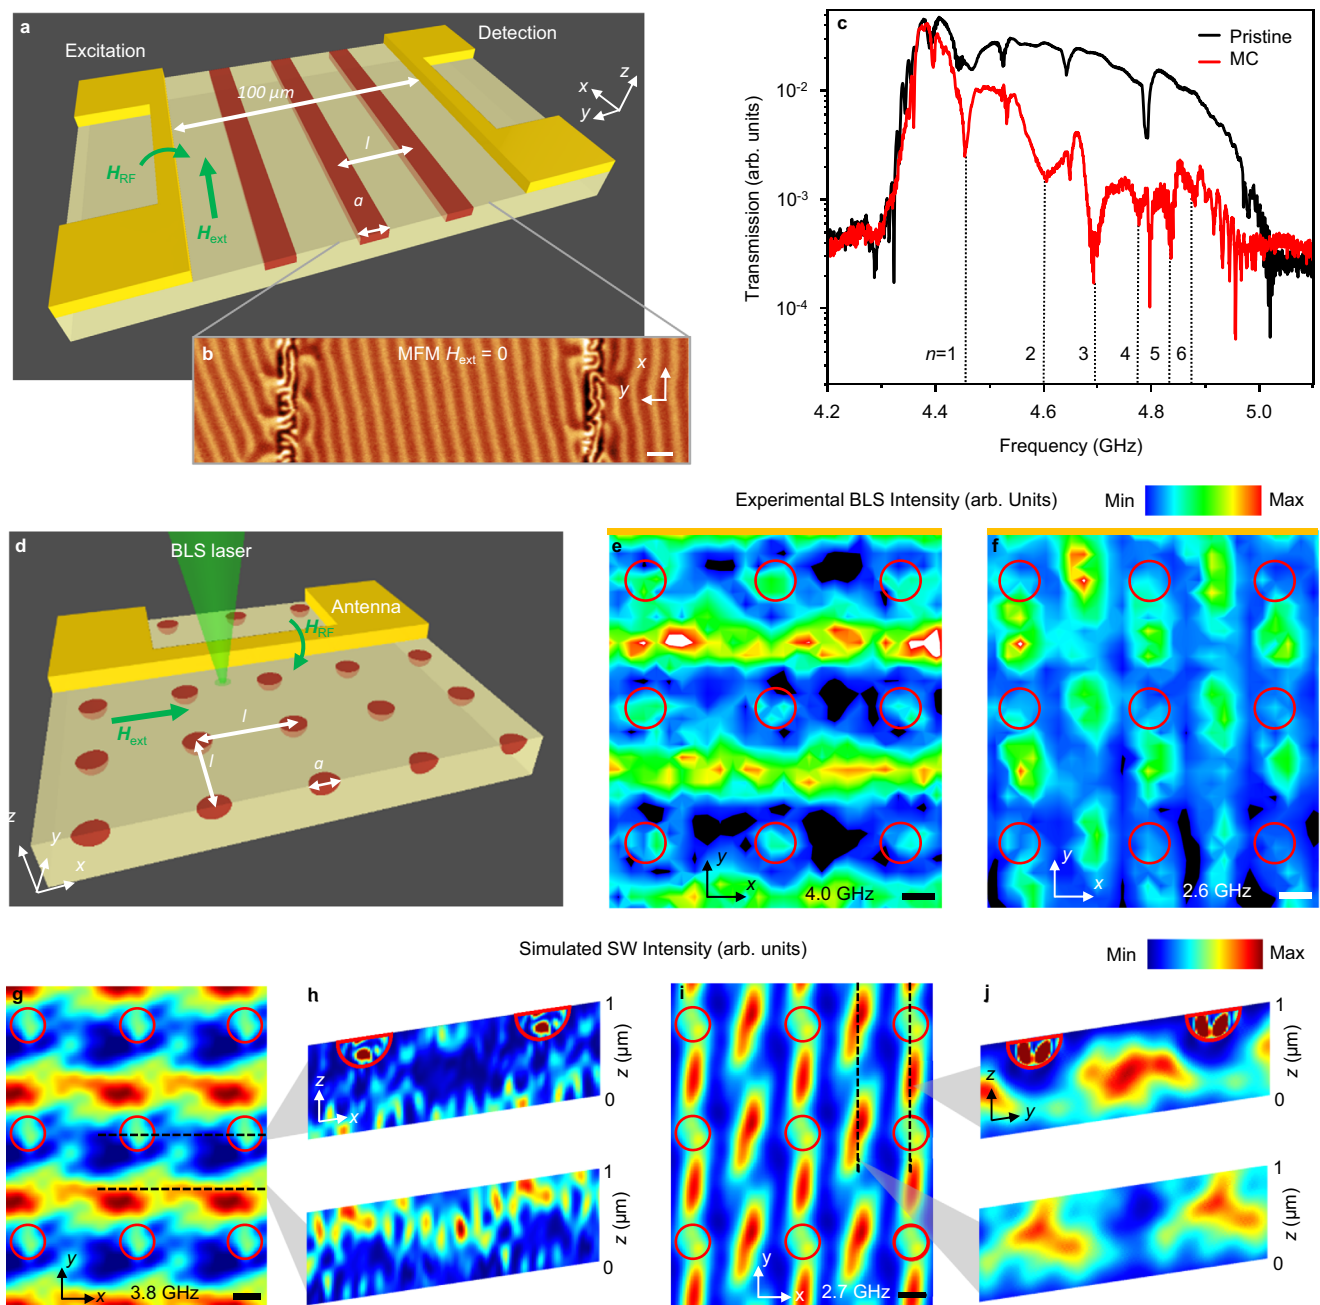 a
Excitation
Detection
100 μm
l
a
H_RF
H_ext
x
y
z
b
MFM H_ext = 0
x
y
c
Pristine
MC
Transmission (arb. units)
10⁻²
10⁻³
10⁻⁴
n=1
2
3
4
5
6
4.2
4.4
4.6
4.8
5.0
Frequency (GHz)
Experimental BLS Intensity (arb. Units)
Min
Max
d
BLS laser
Antenna
H_RF
H_ext
l
l
a
z
y
x
e
y
x
4.0 GHz
f
y
x
2.6 GHz
Simulated SW Intensity (arb. units)
Min
Max
g
y
x
3.8 GHz
h
z
x
1
z (μm)
0
1
z (μm)
0
i
y
x
2.7 GHz
j
z
y
1
z (μm)
0
1
z (μm)
0